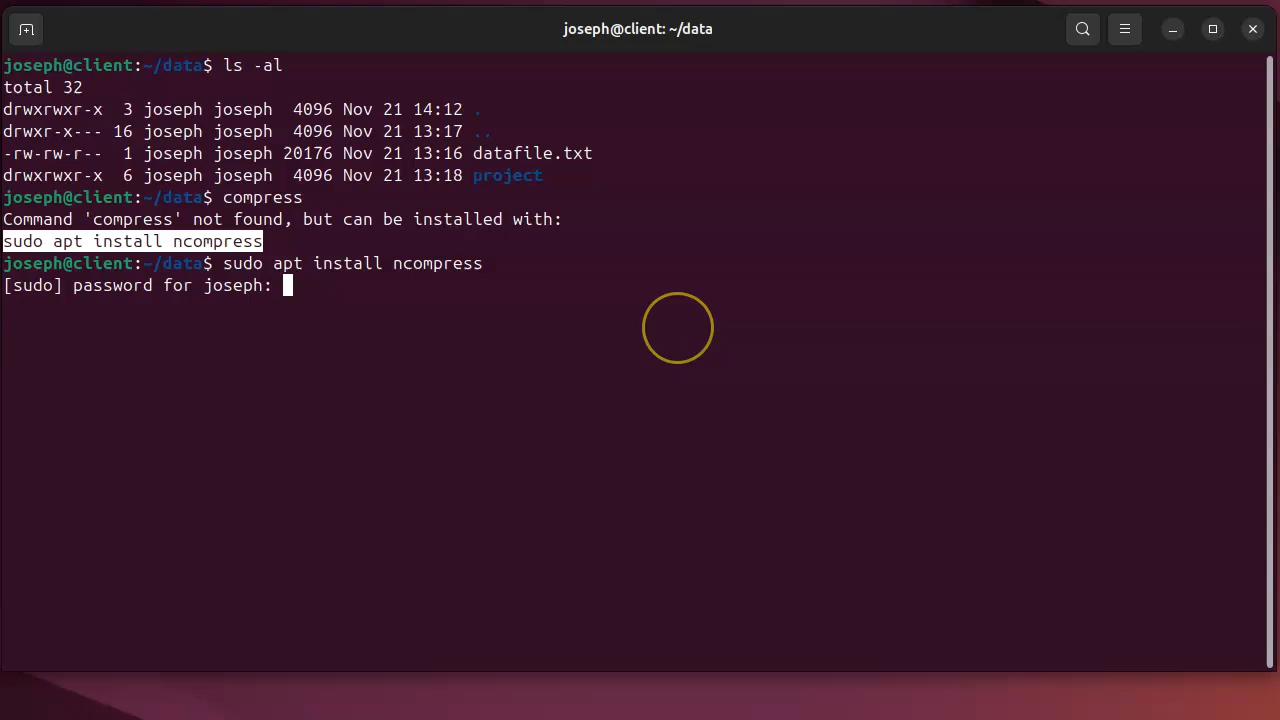 joseph@client: ~/data
joseph@client:~/data$ ls -al
total 32
drwxrwxr-x  3 joseph joseph  4096 Nov 21 14:12 .
drwxr-x--- 16 joseph joseph  4096 Nov 21 13:17 ..
-rw-rw-r--  1 joseph joseph 20176 Nov 21 13:16 datafile.txt
drwxrwxr-x  6 joseph joseph  4096 Nov 21 13:18 project
joseph@client:~/data$ compress
Command 'compress' not found, but can be installed with:
sudo apt install ncompress
joseph@client:~/data$ sudo apt install ncompress
[sudo] password for joseph: